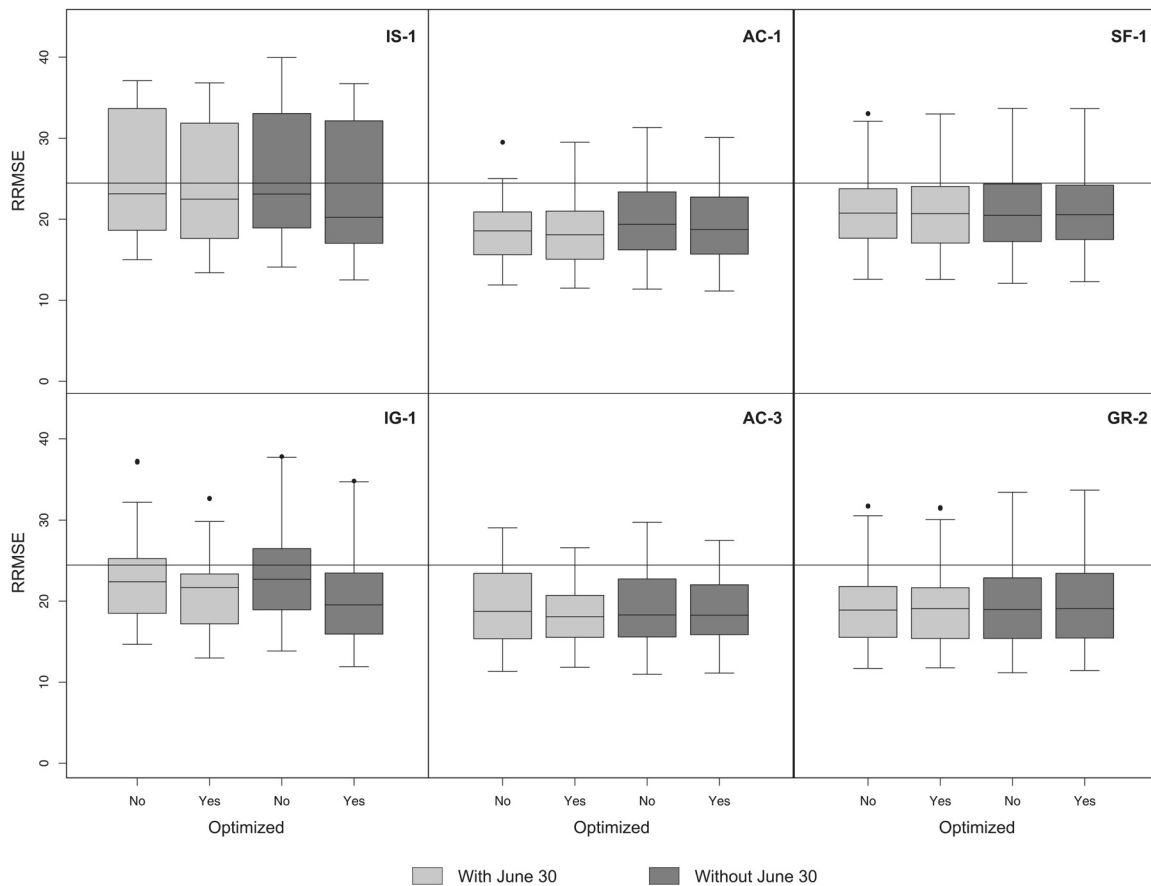 IS-1 AC-1 SF-1
RRMSE
40
30
20
10
0
IG-1 AC-3 GR-2
RRMSE
40
30
20
10
0
No Yes No Yes No Yes No Yes No Yes No Yes
Optimized Optimized Optimized
With June 30 Without June 30